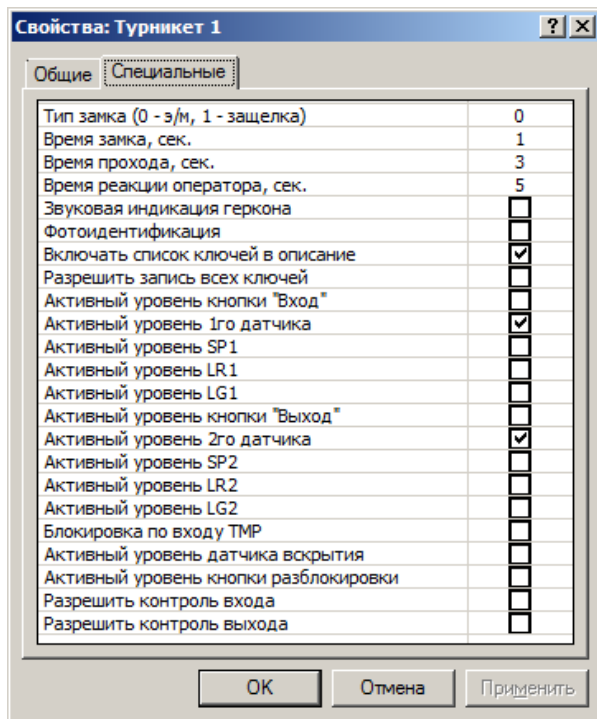 Свойства: Турникет 1
Общие Специальные
Тип замка (0 - э/м, 1 - защелка) 0
Время замка, сек. 1
Время прохода, сек. 3
Время реакции оператора, сек. 5
Звуковая индикация геркона
Фотоидентификация
Включать список ключей в описание
Разрешить запись всех ключей
Активный уровень кнопки "Вход"
Активный уровень 1го датчика
Активный уровень SP1
Активный уровень LR1
Активный уровень LG1
Активный уровень кнопки "Выход"
Активный уровень 2го датчика
Активный уровень SP2
Активный уровень LR2
Активный уровень LG2
Блокировка по входу TMP
Активный уровень датчика вскрытия
Активный уровень кнопки разблокировки
Разрешить контроль входа
Разрешить контроль выхода
OK Отмена Применить